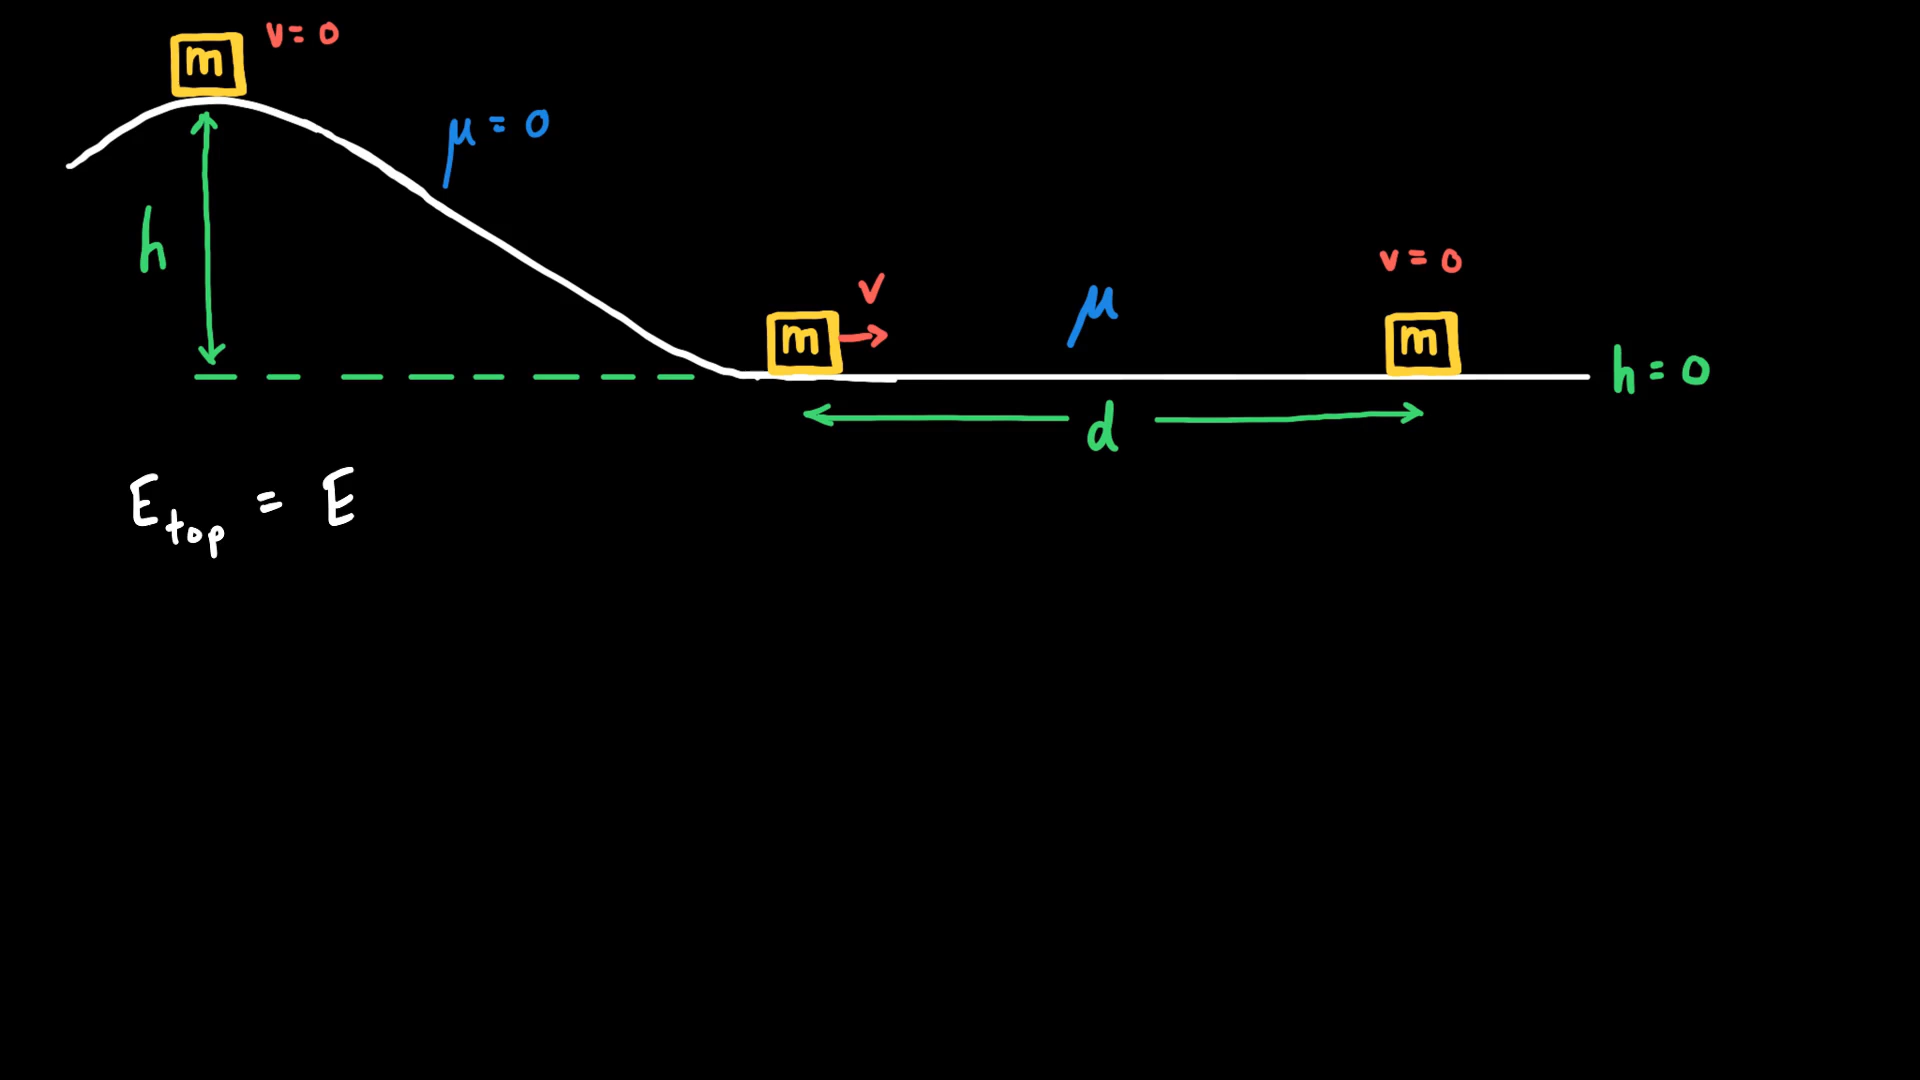 m v = 0
μ = 0
h
v
μ
v = 0
m
m
h = 0
d
E_top = E